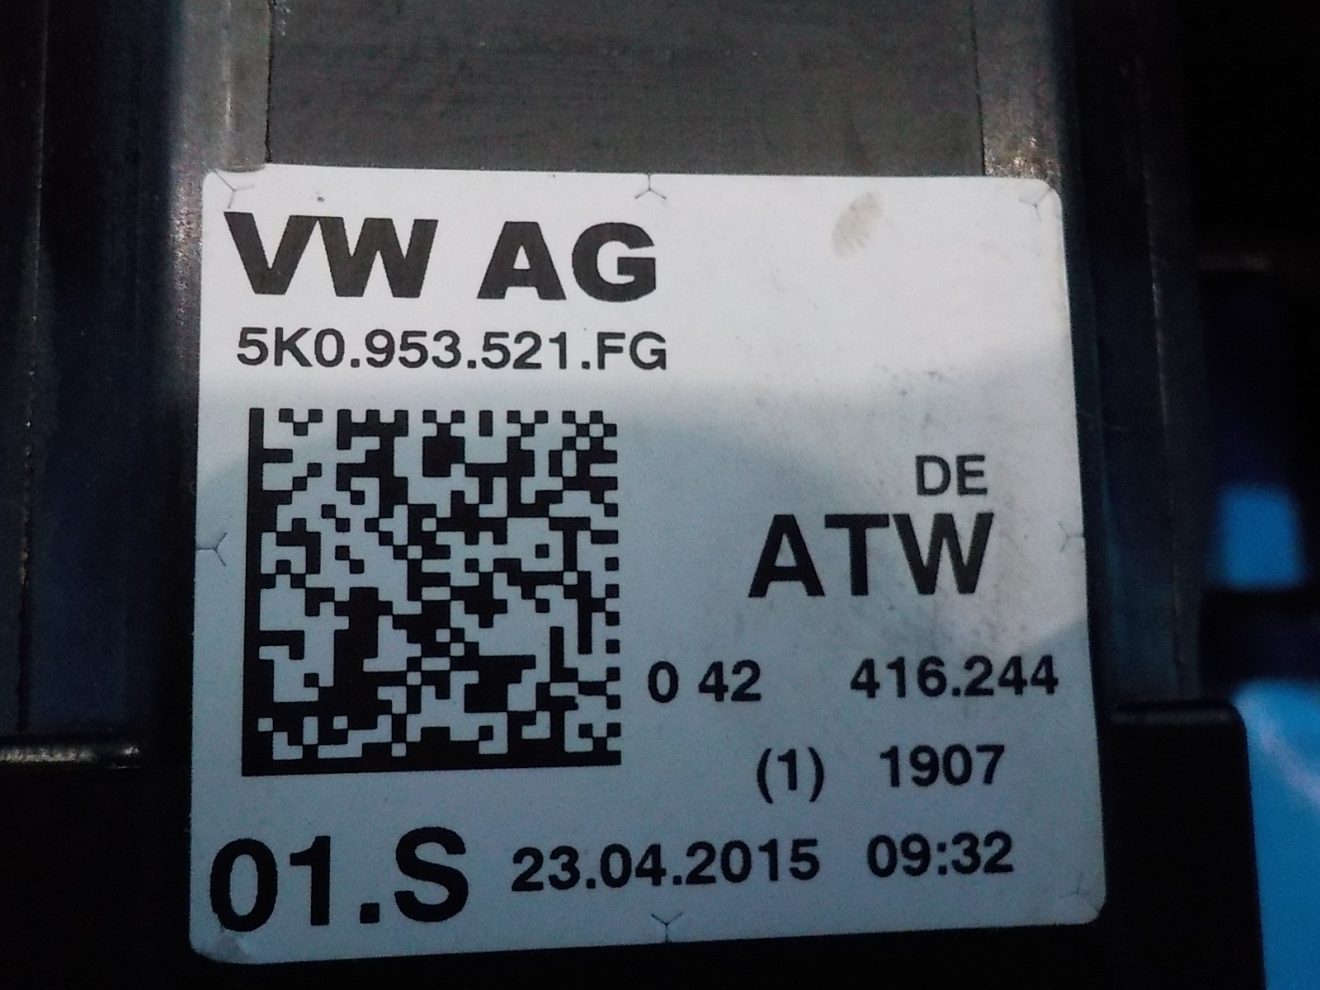 VW AG
5K0.953.521.FG
DE
ATW
0 42 416.244
(1) 1907
01.S 23.04.2015 09:32